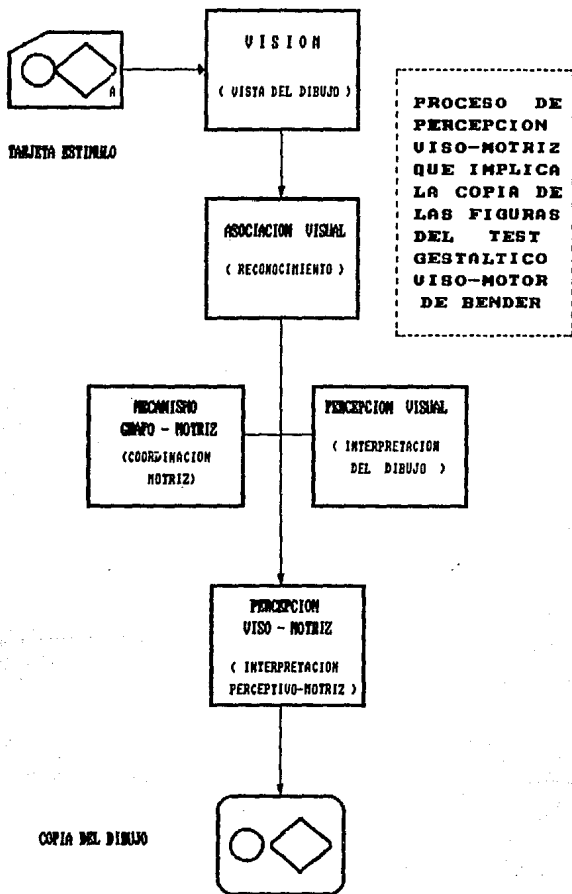 V I S I O N
( VISTA DEL DIBUJO )
A
TARJETA ESTIMULO
PROCESO DE
PERCEPCION
VISO-MOTRIZ
QUE IMPLICA
LA COPIA DE
LAS FIGURAS
DEL TEST
GESTALTICO
VISO-MOTOR
DE BENDER
ASOCIACION VISUAL
( RECONOCIMIENTO )
MECANISMO
GRAFO - MOTRIZ
(COORDINACION
MOTRIZ)
PERCEPCION VISUAL
( INTERPRETACION
DEL DIBUJO )
PERCEPCION
VISO - MOTRIZ
( INTERPRETACION
PERCEPTIVO-MOTRIZ )
COPIA DEL DIBUJO